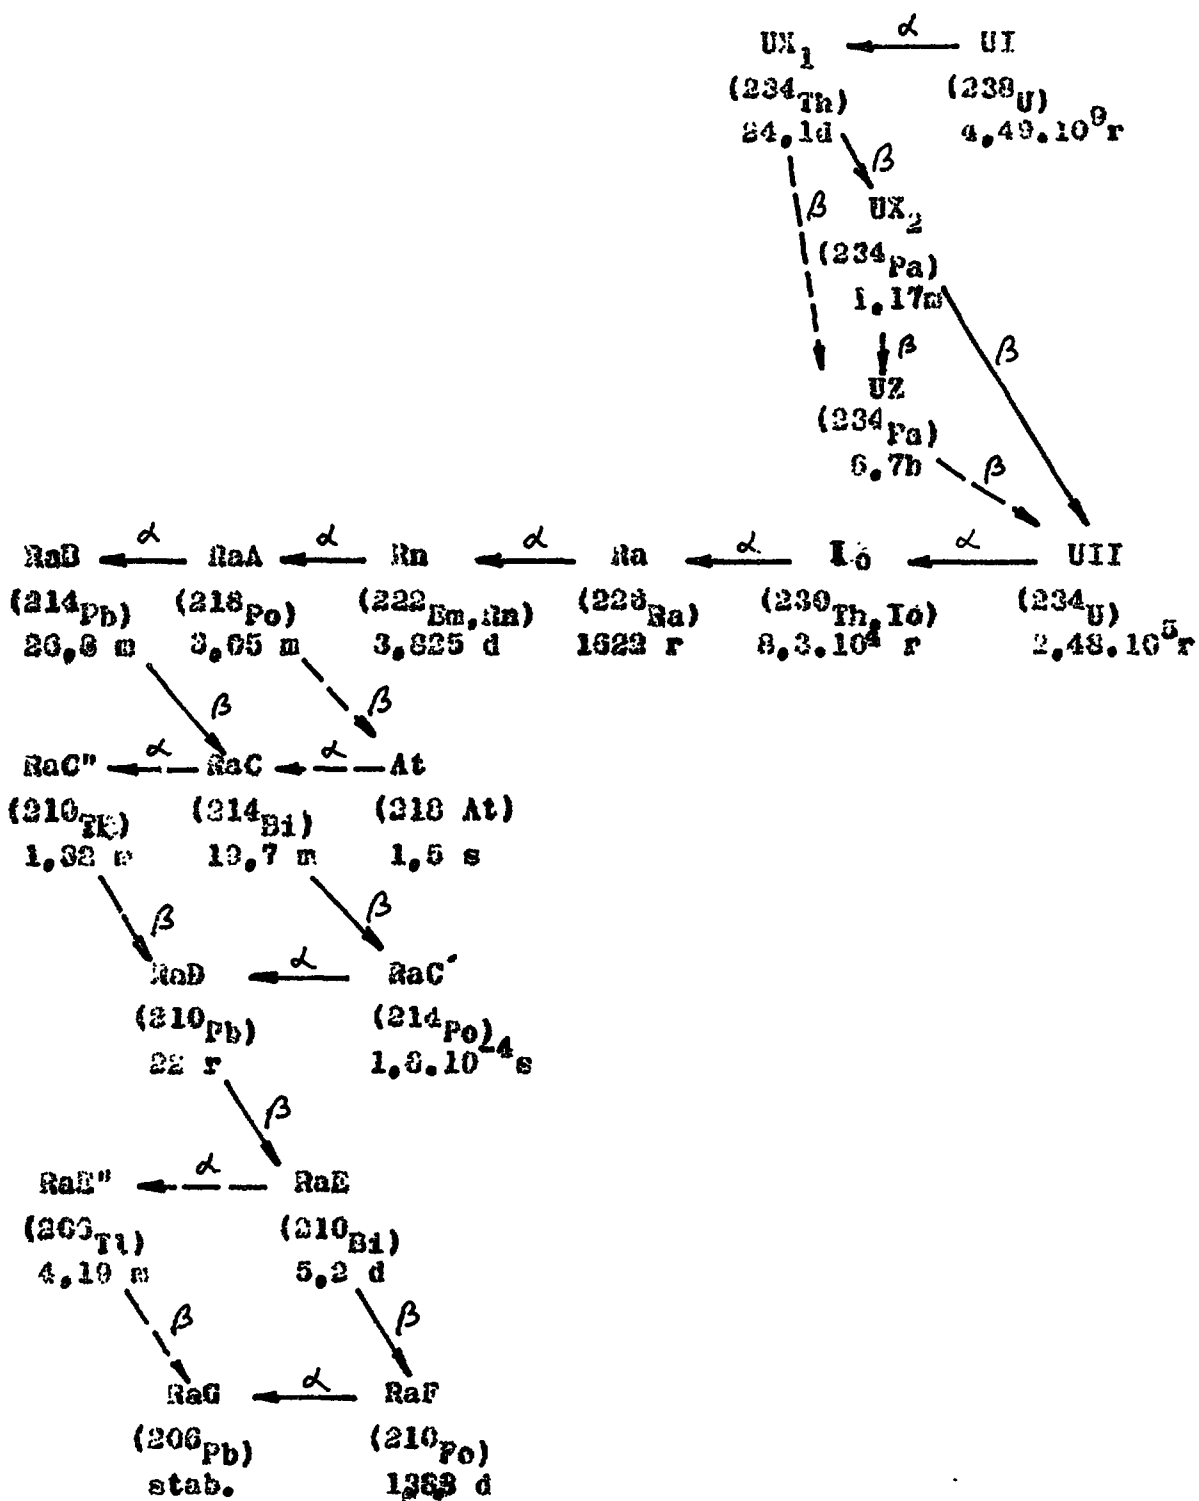 UX1 α UI
(234Th) (238U)
24,1d 4,49.10⁹r
β
β UX2
(234Pa)
1,17m
β β
UZ
(234Pa)
6,7h β
RaB α RaA α Rn α Ra α Io α UII
(214Pb) (218Po) (222Em,Rn) (226Ra) (230Th,Io) (234U)
26,8 m 3,05 m 3,825 d 1622 r 8,3.10⁴ r 2,48.10⁵r
β β
RaC" α RaC α At
(210Tl) (214Bi) (218 At)
1,32 m 19,7 m 1,5 s
β β
RaD α RaC'
(210Pb) (214Po)
22 r 1,6.10⁻⁴s
β
RaE" α RaE
(206Tl) (210Bi)
4,19 m 5,2 d
β β
RaG α RaF
(206Pb) (210Po)
stab. d